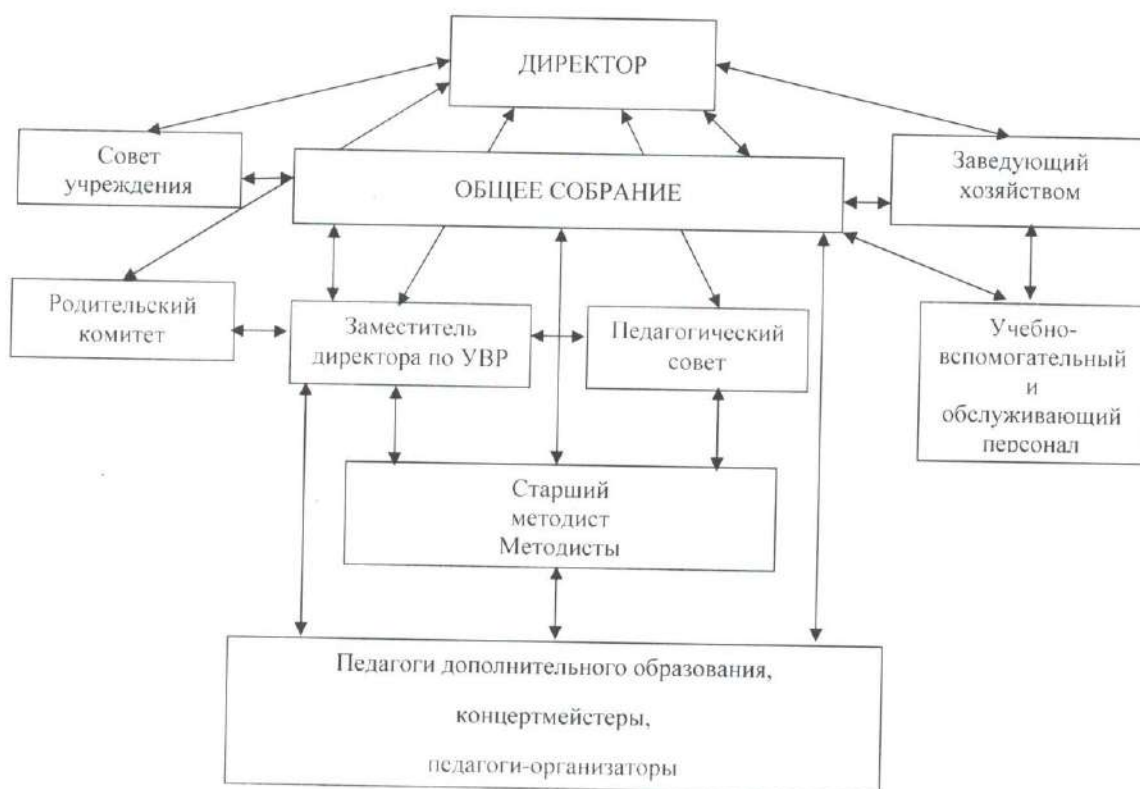 ДИРЕКТОР
Совет
учреждения
ОБЩЕЕ СОБРАНИЕ
Заведующий
хозяйством
Родительский
комитет
Заместитель
директора по УВР
Педагогический
совет
Учебно-
вспомогательный
и
обслуживающий
персонал
Старший
методист
Методисты
Педагоги дополнительного образования,
концертмейстеры,
педагоги-организаторы